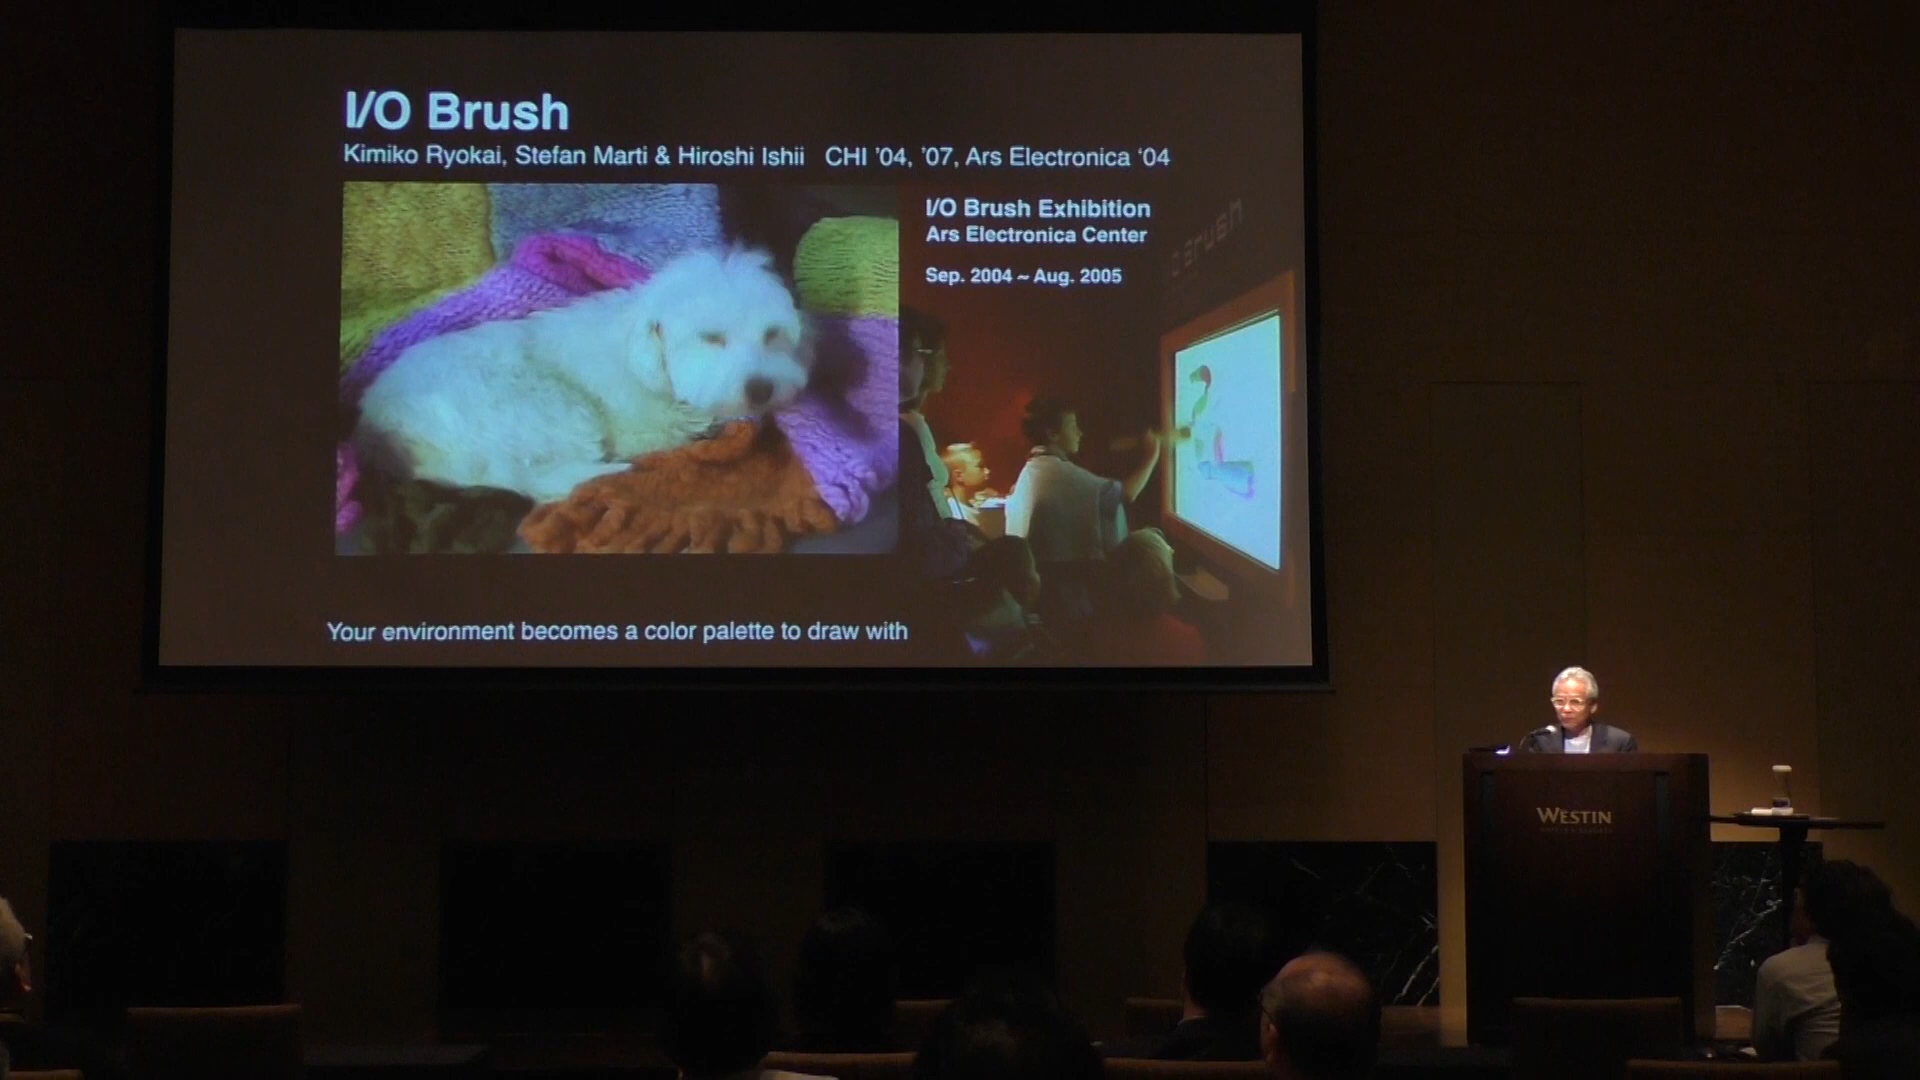 I/O Brush
Kimiko Ryokai, Stefan Marti & Hiroshi Ishii CHI '04, '07, Ars Electronica '04
I/O Brush Exhibition
Ars Electronica Center
Sep. 2004 ~ Aug. 2005
Your environment becomes a color palette to draw with
WESTIN